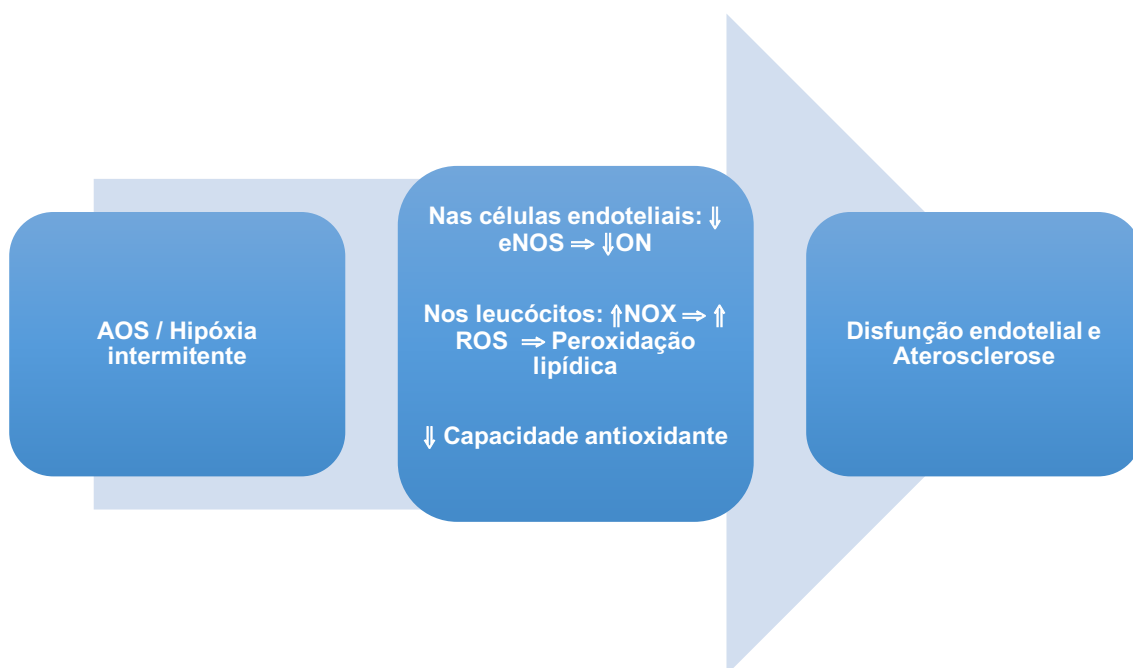 AOS / Hipóxia
intermitente
Nas células endoteliais: ⇓
eNOS ⇒ ⇓ON
Nos leucócitos: ⇑NOX ⇒ ⇑
ROS ⇒ Peroxidação
lipídica
⇓ Capacidade antioxidante
Disfunção endotelial e
Aterosclerose